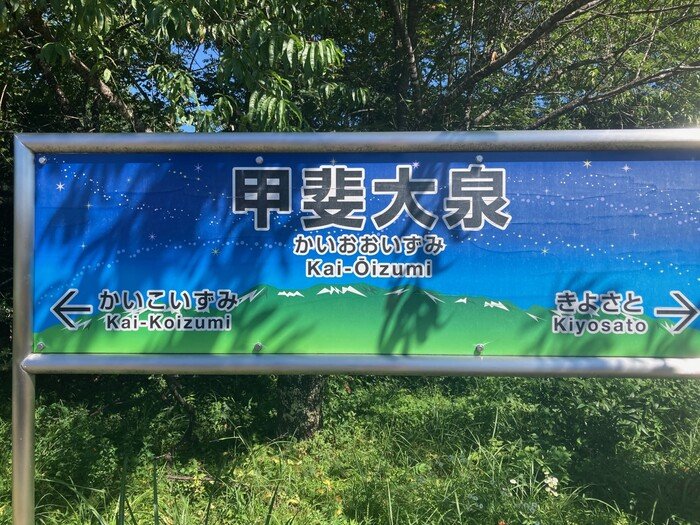 甲斐大泉
かいおおいずみ
Kai-Ōizumi
← かいこいずみ
Kai-Koizumi
きよさと →
Kiyosato